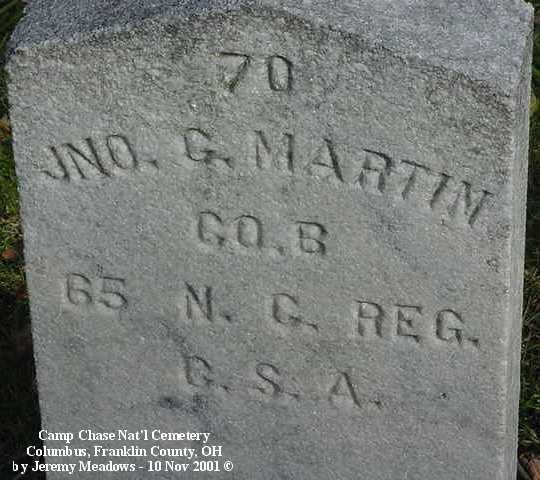 70
JNO. G. MARTIN
CO. B
65 N. C. REG.
C. S. A.
Camp Chase Nat'l Cemetery
Columbus, Franklin County, OH
by Jeremy Meadows - 10 Nov 2001 ©